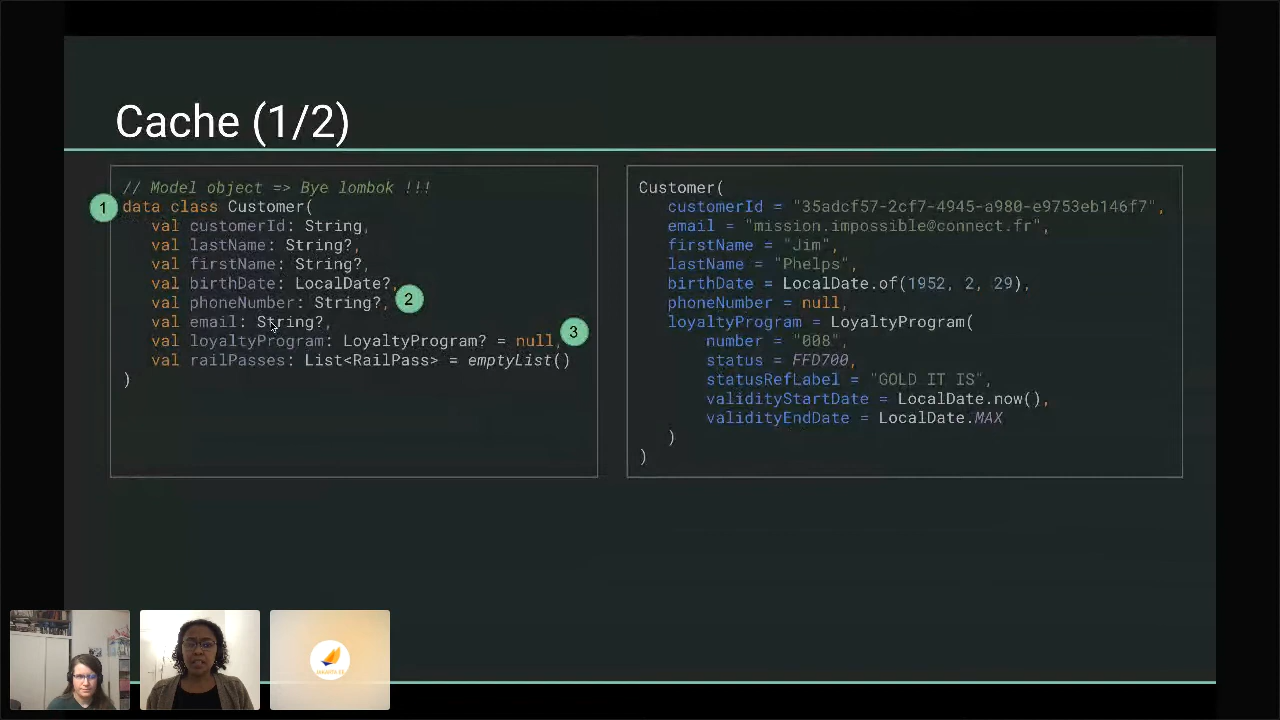 Cache (1/2)
// Model object => Bye lombok !!!
1
data class Customer(
val customerId: String,
val lastName: String?,
val firstName: String?,
val birthDate: LocalDate?,
val phoneNumber: String?,
2
val email: String?,
val loyaltyProgram: LoyaltyProgram? = null,
3
val railPasses: List<RailPass> = emptyList()
)
Customer(
customerId = "35adcf57-2cf7-4945-a980-e9753eb146f7",
email = "mission.impossible@connect.fr",
firstName = "Jim",
lastName = "Phelps",
birthDate = LocalDate.of(1952, 2, 29),
phoneNumber = null,
loyaltyProgram = LoyaltyProgram(
number = "008",
status = FFD700,
statusRefLabel = "GOLD IT IS",
validityStartDate = LocalDate.now(),
validityEndDate = LocalDate.MAX
)
)